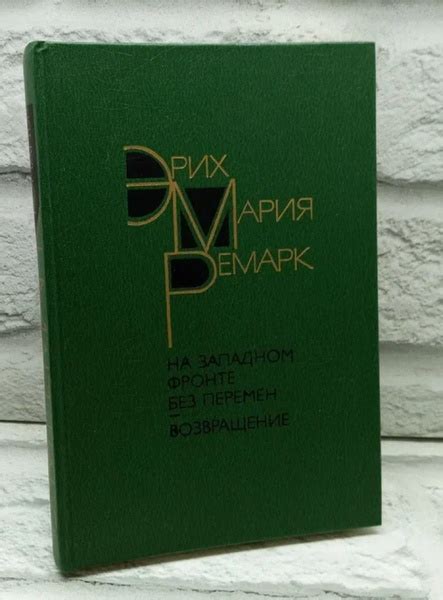 ЭРИХ
МАРИЯ
РЕМАРК
НА ЗАПАДНОМ
ФРОНТЕ
БЕЗ ПЕРЕМЕН
ВОЗВРАЩЕНИЕ